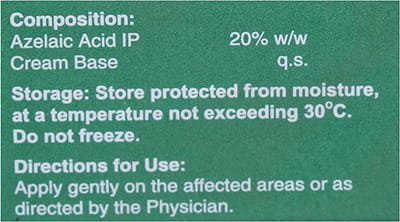 Composition:
Azelaic Acid IP 20% w/w
Cream Base q.s.
Storage: Store protected from moisture,
at a temperature not exceeding 30°C.
Do not freeze.
Directions for Use:
Apply gently on the affected areas or as
directed by the Physician.